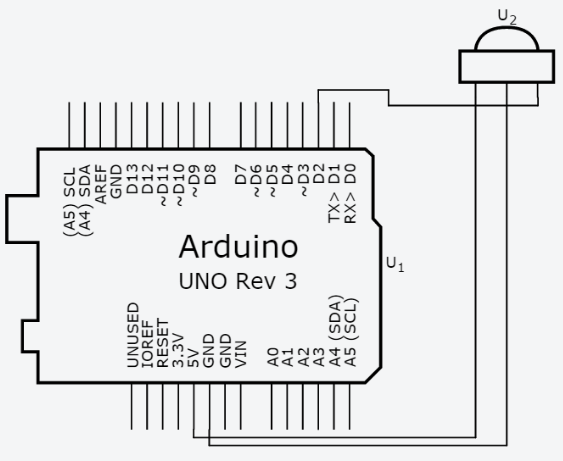 U2
(A5) SCL
(A4) SDA
AREF
GND
D13
D12
~D11
~D10
~D9
D8
D7
~D6
~D5
D4
~D3
D2
TX> D1
RX> D0
Arduino
UNO Rev 3
U1
UNUSED
IOREF
RESET
3.3V
5V
GND
GND
VIN
A0
A1
A2
A3
A4 (SDA)
A5 (SCL)